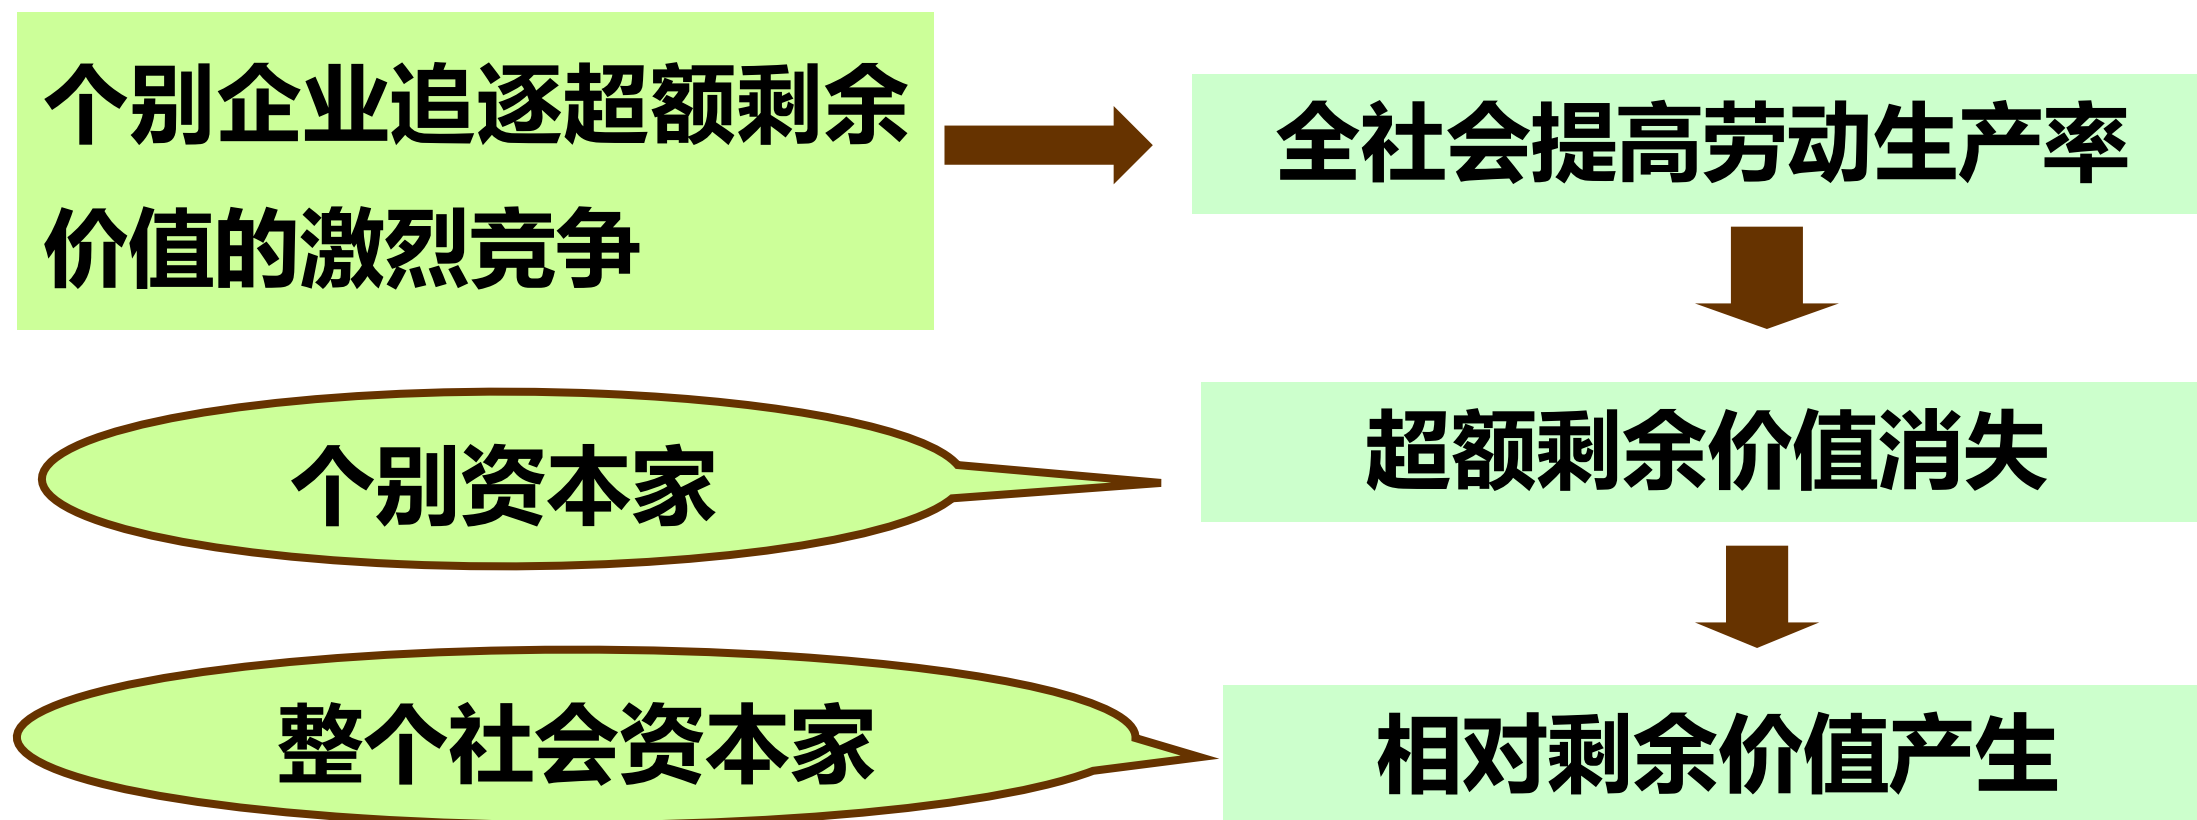 个别企业追逐超额剩余
价值的激烈竞争
全社会提高劳动生产率
个别资本家
超额剩余价值消失
整个社会资本家
相对剩余价值产生